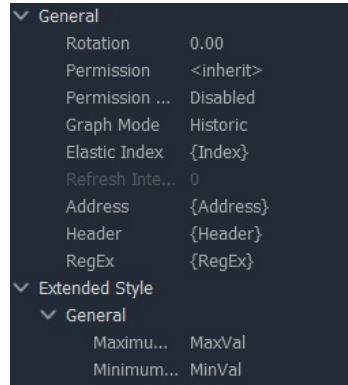 General
Rotation 0.00
Permission <inherit>
Permission ... Disabled
Graph Mode Historic
Elastic Index {Index}
Refresh Inte... 0
Address {Address}
Header {Header}
RegEx {RegEx}
Extended Style
General
Maximu... MaxVal
Minimum... MinVal